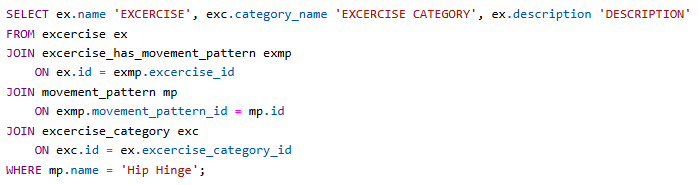 SELECT ex.name 'EXCERCISE', exc.category_name 'EXCERCISE CATEGORY', ex.description 'DESCRIPTION'
FROM excercise ex
JOIN excercise_has_movement_pattern exmp
ON ex.id = exmp.excercise_id
JOIN movement_pattern mp
ON exmp.movement_pattern_id = mp.id
JOIN excercise_category exc
ON exc.id = ex.excercise_category_id
WHERE mp.name = 'Hip Hinge';